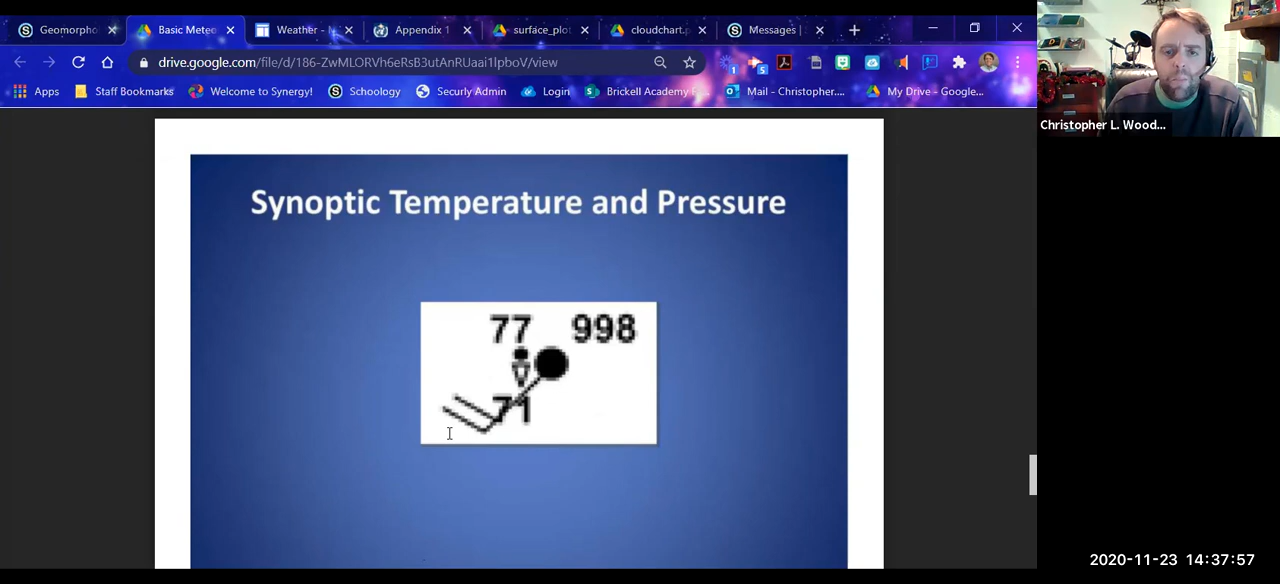 Geomorpho
Basic Meteo
Weather - N
Appendix 1
surface_plot
cloudchart.p
Messages | S
drive.google.com/file/d/186-ZwMLORVh6eRsB3utAnRUaai1lpboV/view
Apps
Staff Bookmarks
Welcome to Synergy!
Schoology
Securly Admin
Login
Brickell Academy F...
Mail - Christopher,...
My Drive - Google...
Christopher L. Wood...
Synoptic Temperature and Pressure
77 998
71
2020-11-23 14:37:57